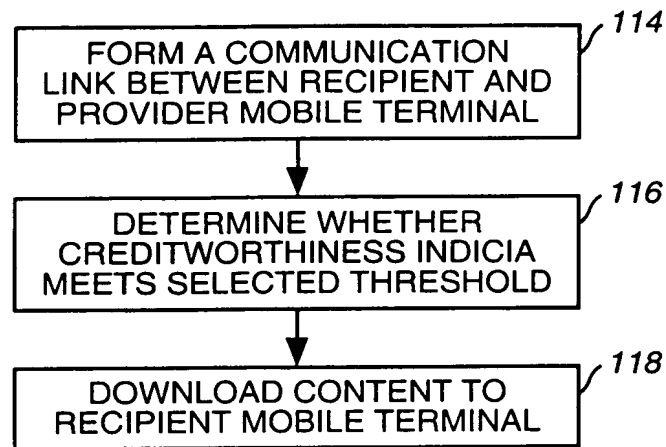 114
FORM A COMMUNICATION
LINK BETWEEN RECIPIENT AND
PROVIDER MOBILE TERMINAL
116
DETERMINE WHETHER
CREDITWORTHINESS INDICIA
MEETS SELECTED THRESHOLD
118
DOWNLOAD CONTENT TO
RECIPIENT MOBILE TERMINAL